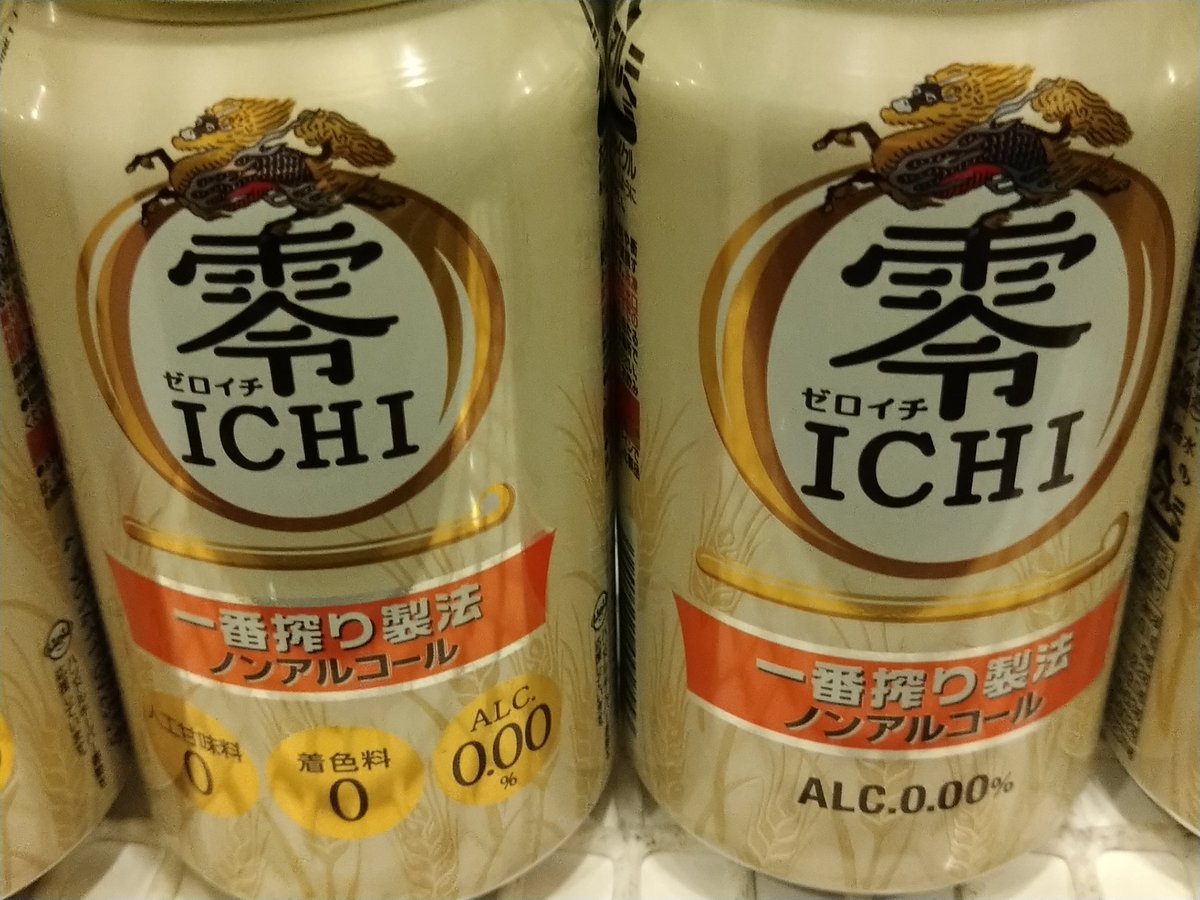 零
ゼロイチ
ICHI
一番搾り製法
ノンアルコール
人工甘味料
0
着色料
0
ALC.
0.00
%
零
ゼロイチ
ICHI
一番搾り製法
ノンアルコール
ALC.0.00%